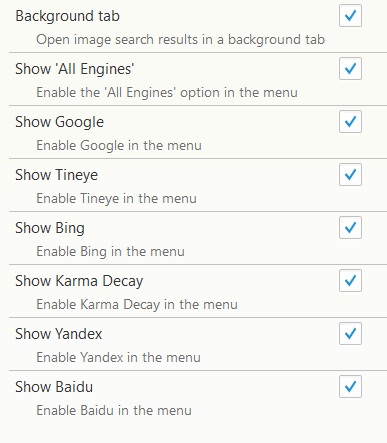 Background tab
Open image search results in a background tab
Show 'All Engines'
Enable the 'All Engines' option in the menu
Show Google
Enable Google in the menu
Show Tineye
Enable Tineye in the menu
Show Bing
Enable Bing in the menu
Show Karma Decay
Enable Karma Decay in the menu
Show Yandex
Enable Yandex in the menu
Show Baidu
Enable Baidu in the menu